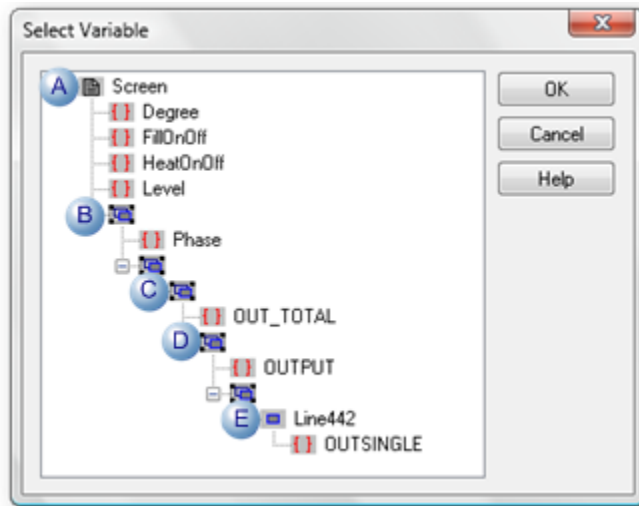 Select Variable
A Screen
{} Degree
{} FillOnOff
{} HeatOnOff
{} Level
B
{} Phase
C
{} OUT_TOTAL
D
{} OUTPUT
E Line442
{} OUTSINGLE
OK
Cancel
Help